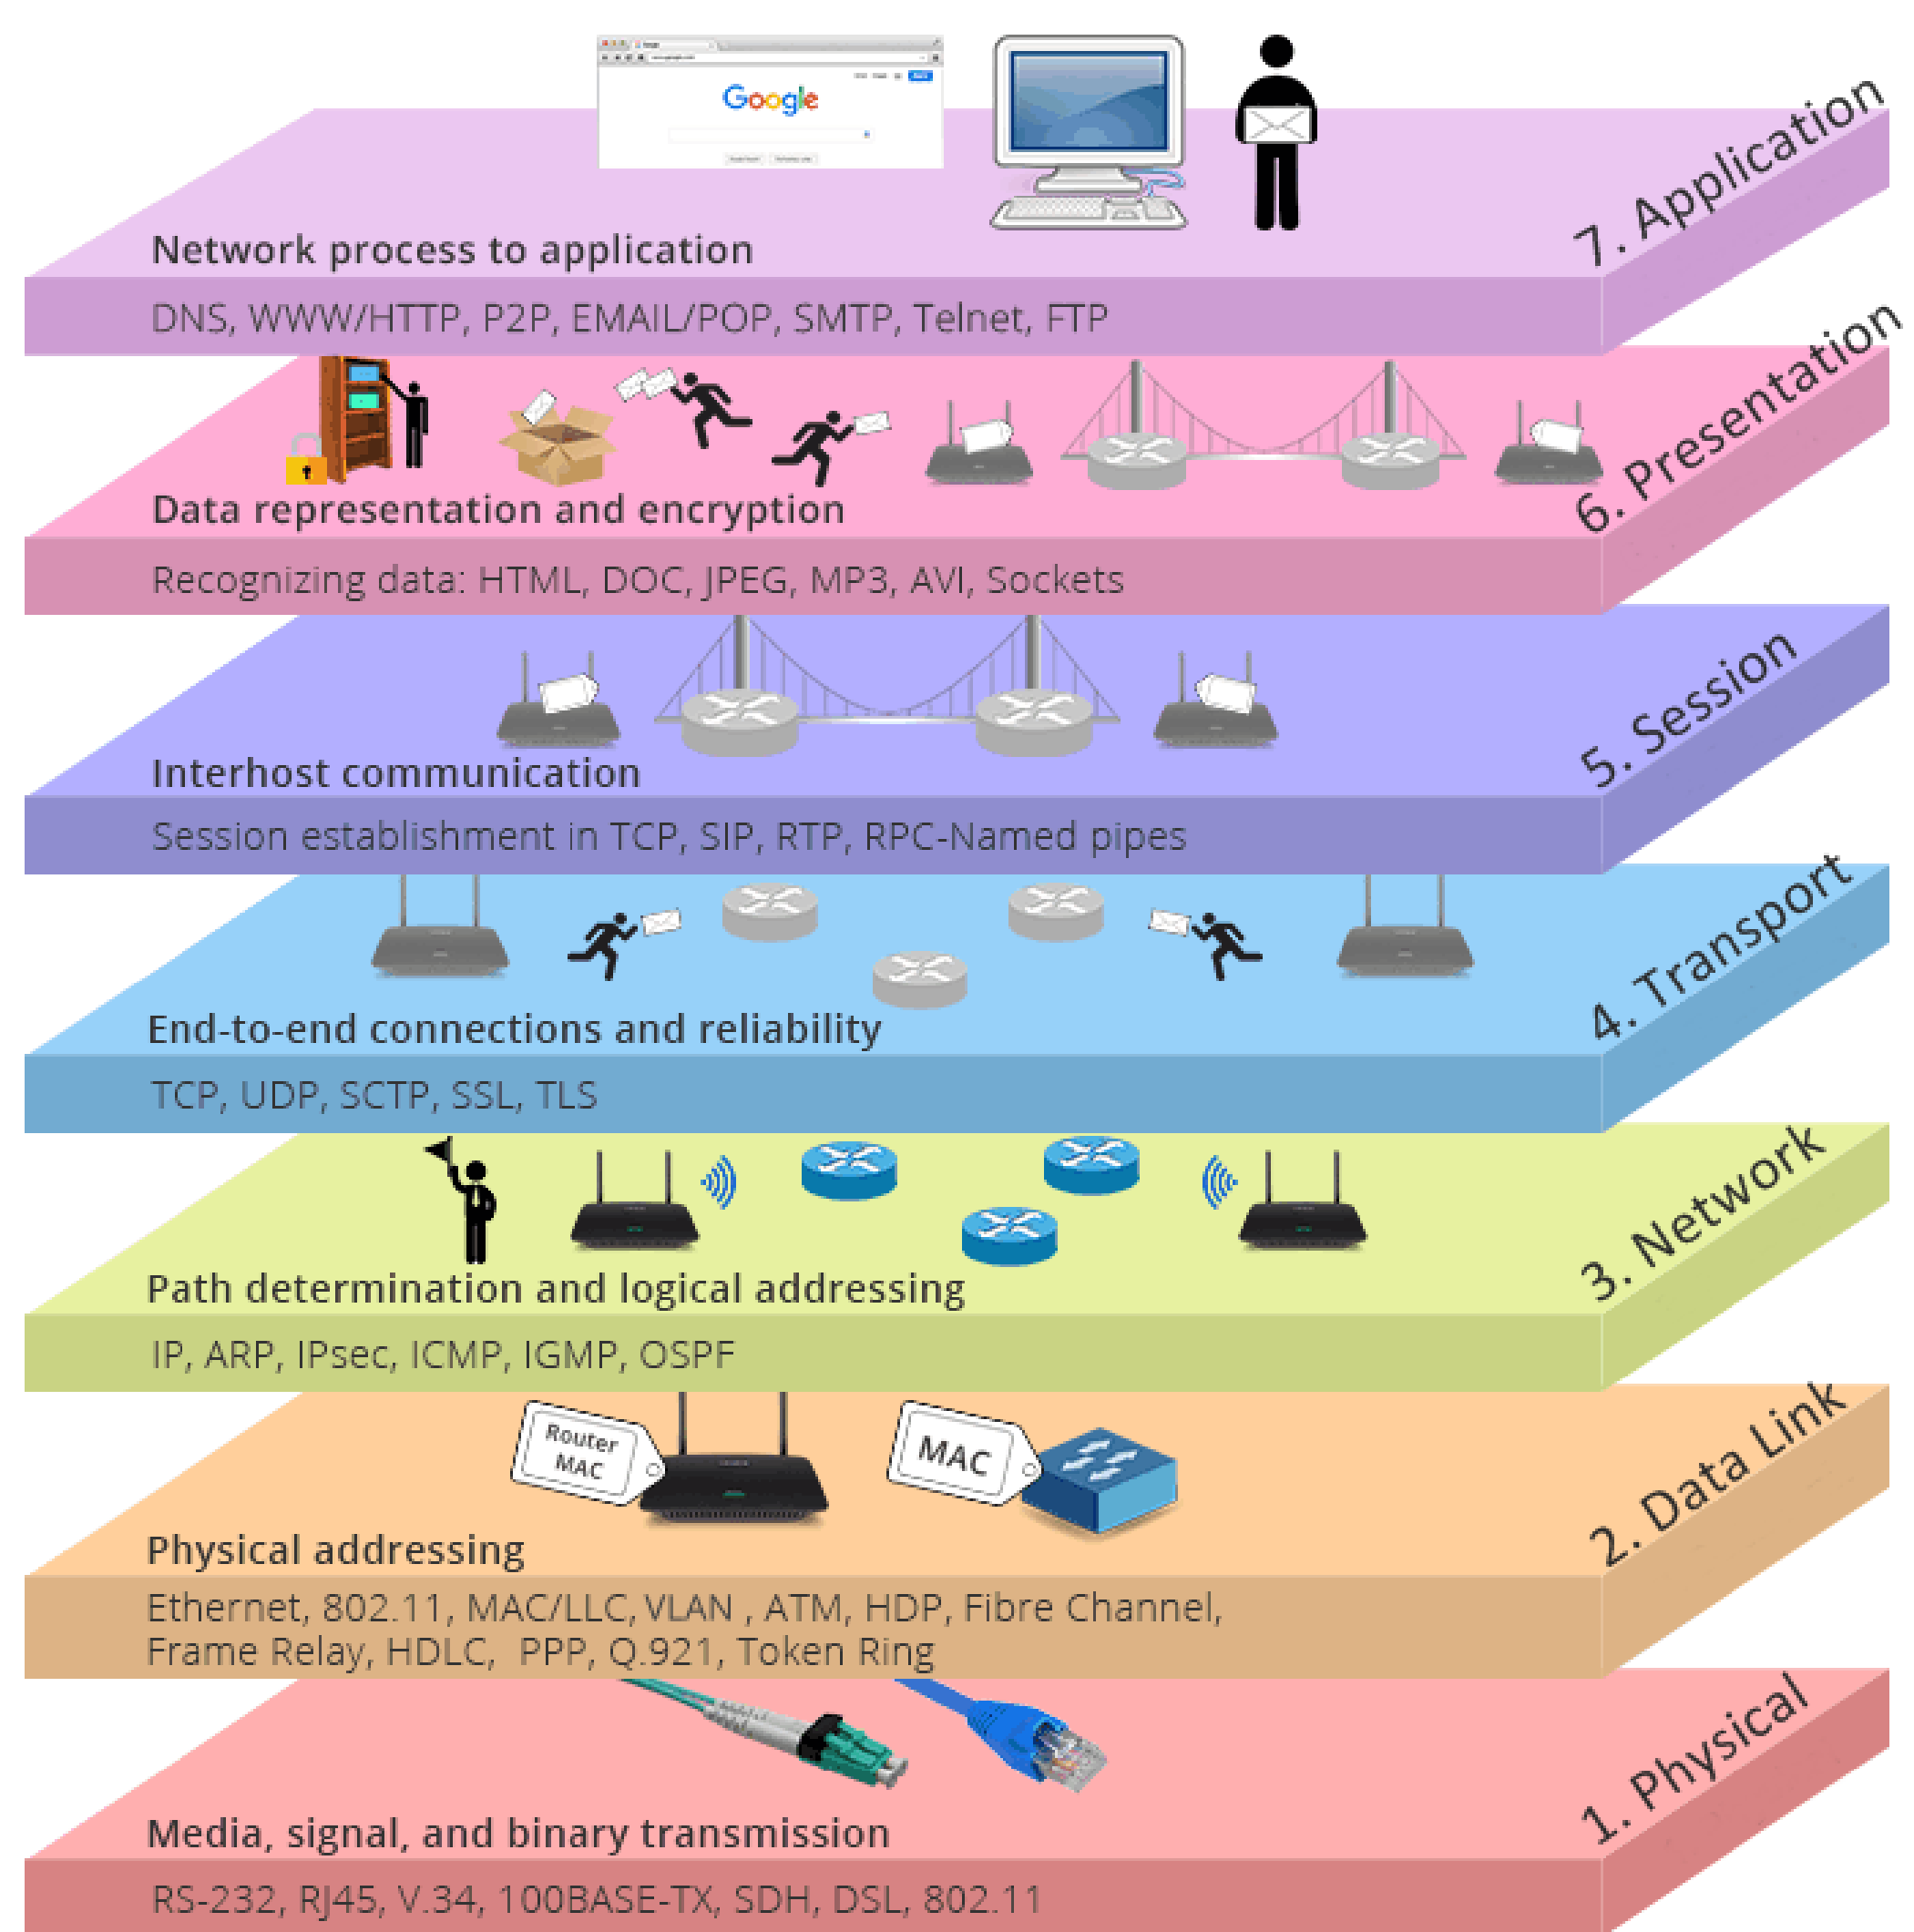 Google
7. Application
Network process to application
DNS, WWW/HTTP, P2P, EMAIL/POP, SMTP, Telnet, FTP
6. Presentation
Data representation and encryption
Recognizing data: HTML, DOC, JPEG, MP3, AVI, Sockets
5. Session
Interhost communication
Session establishment in TCP, SIP, RTP, RPC-Named pipes
4. Transport
End-to-end connections and reliability
TCP, UDP, SCTP, SSL, TLS
3. Network
Path determination and logical addressing
IP, ARP, IPsec, ICMP, IGMP, OSPF
2. Data Link
Router
MAC
MAC
Physical addressing
Ethernet, 802.11, MAC/LLC, VLAN , ATM, HDP, Fibre Channel,
Frame Relay, HDLC,  PPP, Q.921, Token Ring
1. Physical
Media, signal, and binary transmission
RS-232, RJ45, V.34, 100BASE-TX, SDH, DSL, 802.11